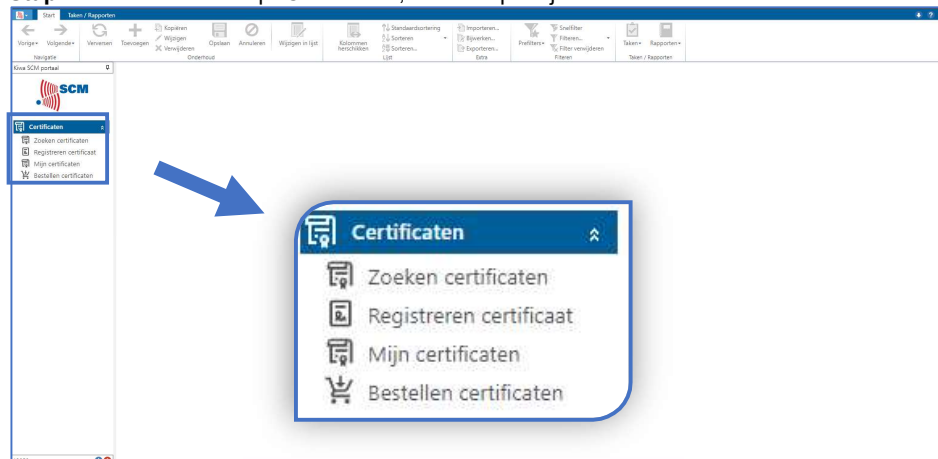 Start Taken / Rapporten
Vorige Volgende Verversen Toevoegen Kopiëren Wijzigen Verwijderen Opslaan Annuleren Wijzigen in lijst Kolommen herschikken Standaardsortering Sorteren Sorteren... Importeren... Bijwerken... Exporteren... Prefilters Snelfilter Filteren... Filter verwijderen Taken Rapporten
Navigatie Onderhoud Lijst Extra Filteren Taken / Rapporten
Kiwa SCM portaal
SCM
Certificaten
Zoeken certificaten
Registreren certificaat
Mijn certificaten
Bestellen certificaten
Certificaten
Zoeken certificaten
Registreren certificaat
Mijn certificaten
Bestellen certificaten